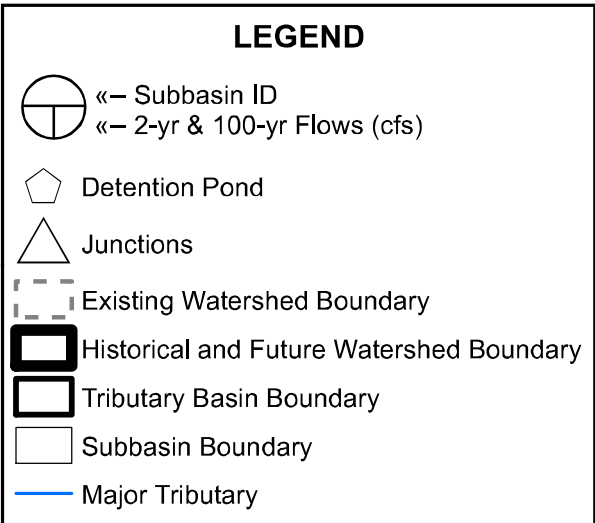 LEGEND
«– Subbasin ID
«– 2-yr & 100-yr Flows (cfs)
Detention Pond
Junctions
Existing Watershed Boundary
Historical and Future Watershed Boundary
Tributary Basin Boundary
Subbasin Boundary
Major Tributary